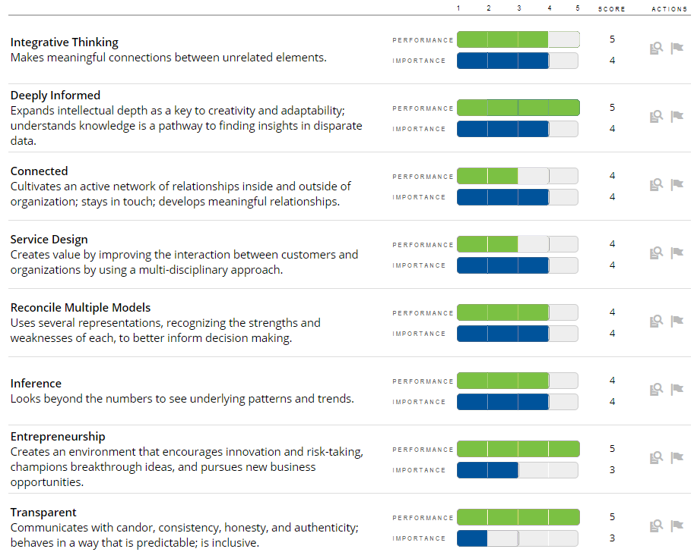 1 2 3 4 5 SCORE ACTIONS
Integrative Thinking
Makes meaningful connections between unrelated elements.
PERFORMANCE 5
IMPORTANCE 4
Deeply Informed
Expands intellectual depth as a key to creativity and adaptability;
understands knowledge is a pathway to finding insights in disparate
data.
PERFORMANCE 5
IMPORTANCE 4
Connected
Cultivates an active network of relationships inside and outside of
organization; stays in touch; develops meaningful relationships.
PERFORMANCE 4
IMPORTANCE 4
Service Design
Creates value by improving the interaction between customers and
organizations by using a multi-disciplinary approach.
PERFORMANCE 4
IMPORTANCE 4
Reconcile Multiple Models
Uses several representations, recognizing the strengths and
weaknesses of each, to better inform decision making.
PERFORMANCE 4
IMPORTANCE 4
Inference
Looks beyond the numbers to see underlying patterns and trends.
PERFORMANCE 4
IMPORTANCE 4
Entrepreneurship
Creates an environment that encourages innovation and risk-taking,
champions breakthrough ideas, and pursues new business
opportunities.
PERFORMANCE 5
IMPORTANCE 3
Transparent
Communicates with candor, consistency, honesty, and authenticity;
behaves in a way that is predictable; is inclusive.
PERFORMANCE 5
IMPORTANCE 3